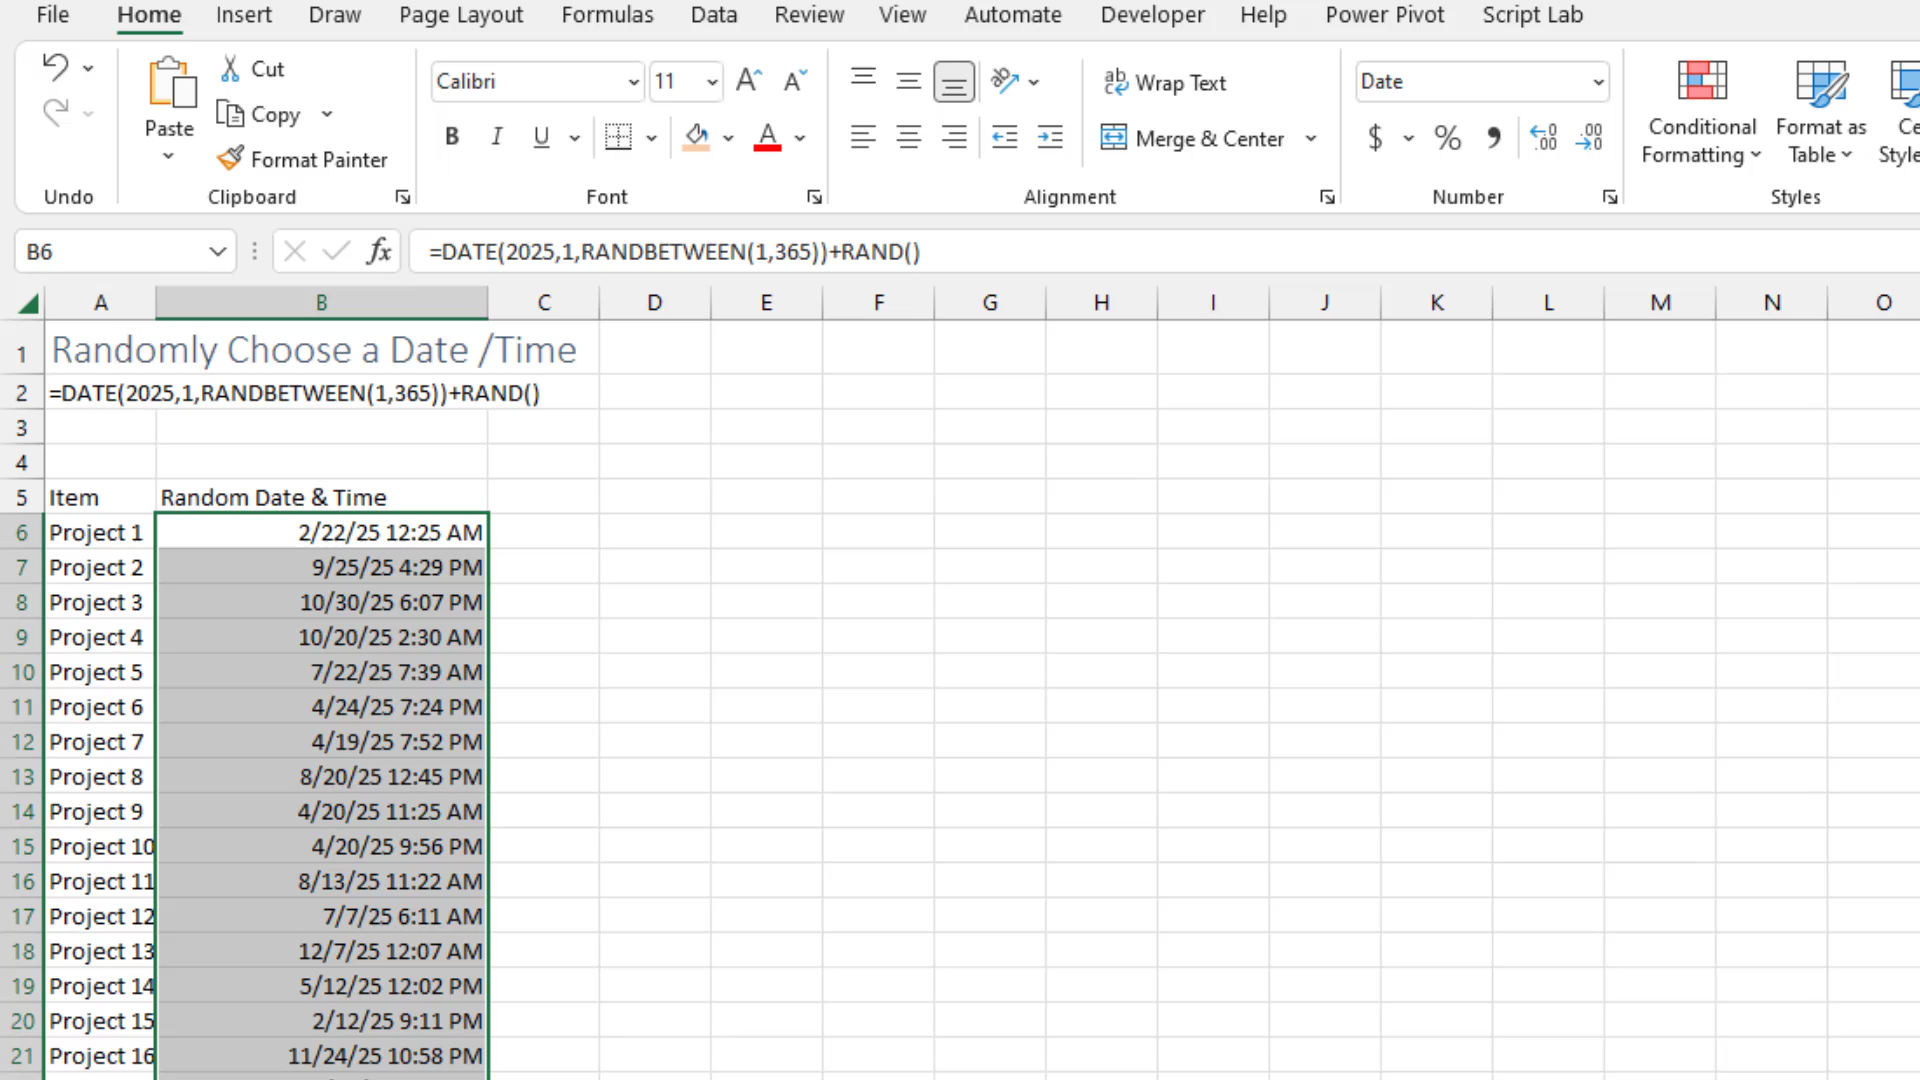 File Home Insert Draw Page Layout Formulas Data Review View Automate Developer Help Power Pivot Script Lab
Paste
Cut
Copy
Format Painter
Calibri 11
B I U
A
ab Wrap Text
Merge & Center
Date
$ % ,
Conditional Formatting
Format as Table
Undo Clipboard Font Alignment Number Styles
B6 fx =DATE(2025,1,RANDBETWEEN(1,365))+RAND()
A B C D E F G H I J K L M N O
1 Randomly Choose a Date /Time
2 =DATE(2025,1,RANDBETWEEN(1,365))+RAND()
3
4
5 Item Random Date & Time
6 Project 1 2/22/25 12:25 AM
7 Project 2 9/25/25 4:29 PM
8 Project 3 10/30/25 6:07 PM
9 Project 4 10/20/25 2:30 AM
10 Project 5 7/22/25 7:39 AM
11 Project 6 4/24/25 7:24 PM
12 Project 7 4/19/25 7:52 PM
13 Project 8 8/20/25 12:45 PM
14 Project 9 4/20/25 11:25 AM
15 Project 10 4/20/25 9:56 PM
16 Project 11 8/13/25 11:22 AM
17 Project 12 7/7/25 6:11 AM
18 Project 13 12/7/25 12:07 AM
19 Project 14 5/12/25 12:02 PM
20 Project 15 2/12/25 9:11 PM
21 Project 16 11/24/25 10:58 PM